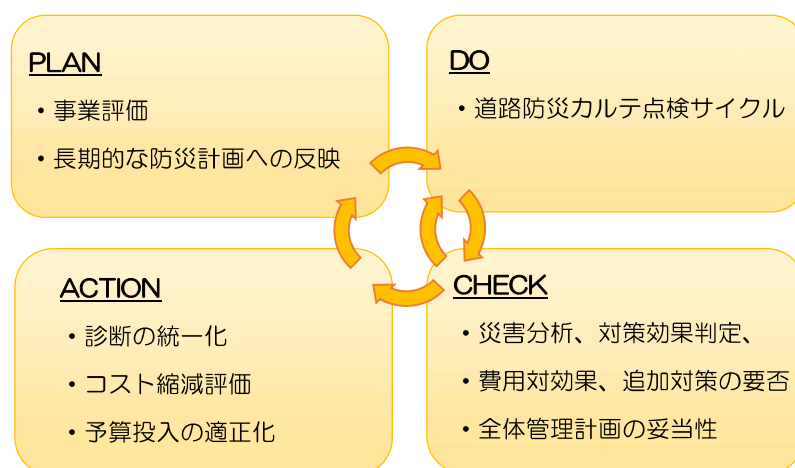 PLAN
・事業評価
・長期的な防災計画への反映
DO
・道路防災カルテ点検サイクル
ACTION
・診断の統一化
・コスト縮減評価
・予算投入の適正化
CHECK
・災害分析、対策効果判定、
・費用対効果、追加対策の要否
・全体管理計画の妥当性